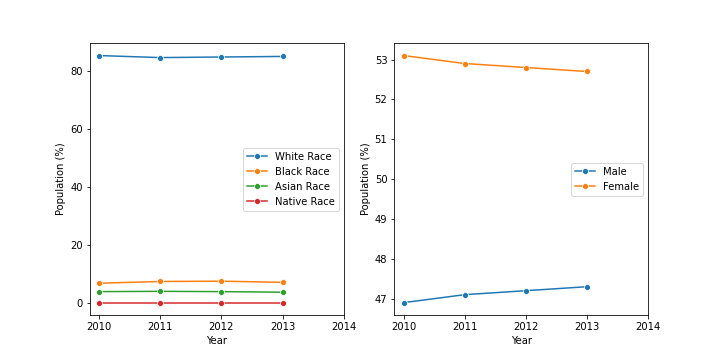 80
60
40
20
0
Population (%)
2010 2011 2012 2013 2014
Year
White Race
Black Race
Asian Race
Native Race
53
52
51
50
49
48
47
Population (%)
2010 2011 2012 2013 2014
Year
Male
Female